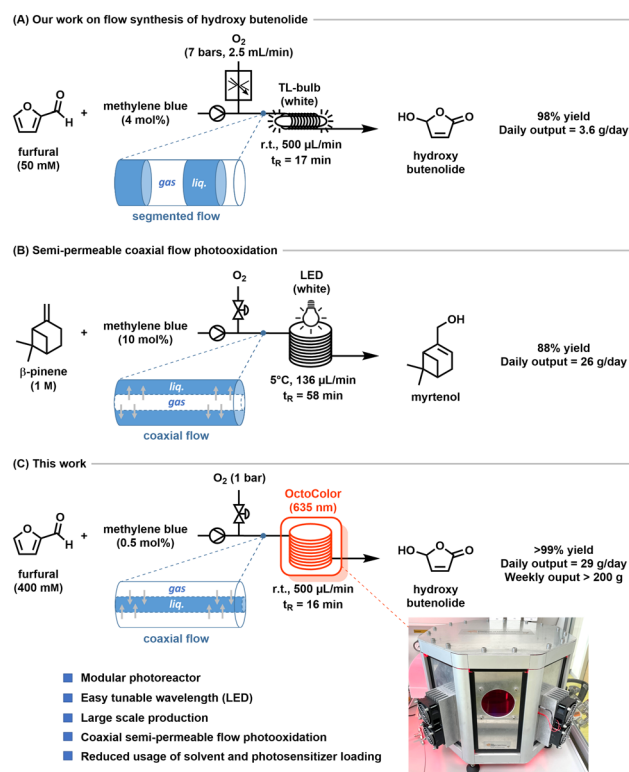 (A) Our work on flow synthesis of hydroxy butenolide
O2
(7 bars, 2.5 mL/min)
TL-bulb
(white)
O
H
O
+
methylene blue
(4 mol%)
furfural
(50 mM)
r.t., 500 µL/min
tR = 17 min
HO
O
O
hydroxy
butenolide
98% yield
Daily output = 3.6 g/day
gas
liq.
segmented flow
(B) Semi-permeable coaxial flow photooxidation
O2
LED
(white)
+
methylene blue
(10 mol%)
β-pinene
(1 M)
5°C, 136 µL/min
tR = 58 min
OH
myrtenol
88% yield
Daily output = 26 g/day
liq.
gas
coaxial flow
(C) This work
O2 (1 bar)
OctoColor
(635 nm)
O
H
O
+
methylene blue
(0.5 mol%)
furfural
(400 mM)
r.t., 500 µL/min
tR = 16 min
HO
O
O
hydroxy
butenolide
>99% yield
Daily output = 29 g/day
Weekly ouput > 200 g
gas
liq.
coaxial flow
Modular photoreactor
Easy tunable wavelength (LED)
Large scale production
Coaxial semi-permeable flow photooxidation
Reduced usage of solvent and photosensitizer loading